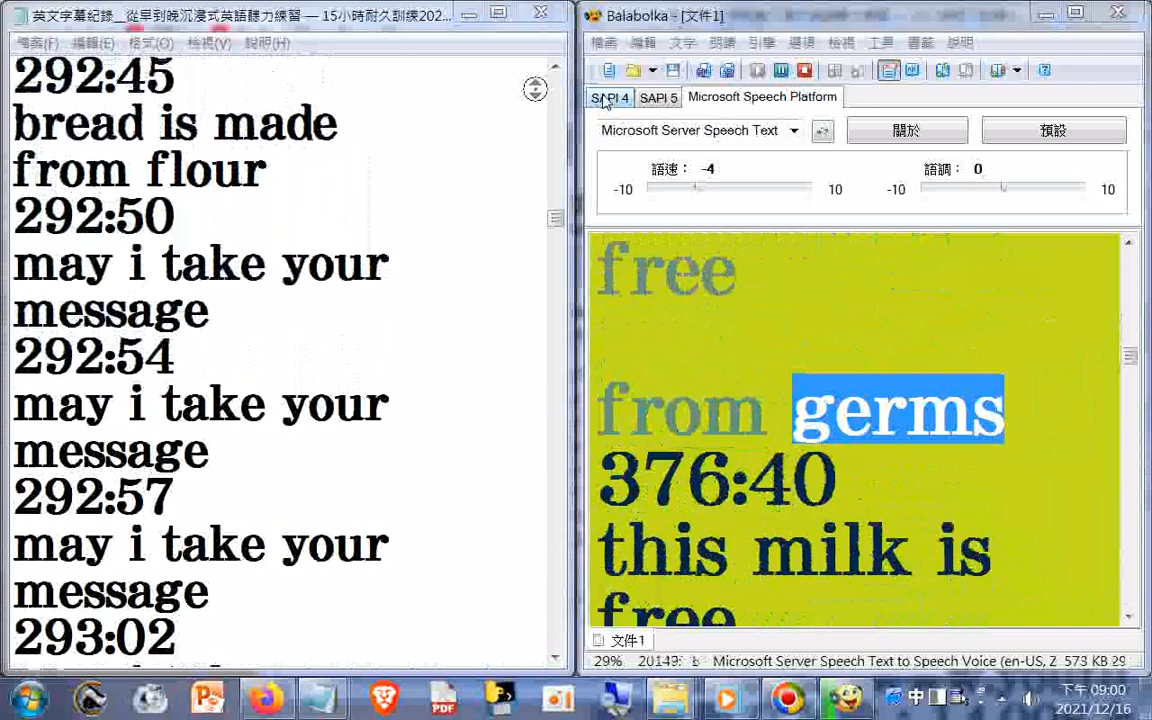 英文字幕紀錄__從早到晚沉浸式英語聽力練習 — 15小時耐久訓練202...
檔案(F) 編輯(E) 格式(O) 檢視(V) 說明(H)
292:45
bread is made
from flour
292:50
may i take your
message
292:54
may i take your
message
292:57
may i take your
message
293:02
Balabolka - [文件1]
檔案 編輯 文字 朗讀 引擎 選項 檢視 工具 書籤 說明
SAPI 4 SAPI 5 Microsoft Speech Platform
Microsoft Server Speech Text 關於 預設
語速： -4 語調： 0
-10 10 -10 10
free
from germs
376:40
this milk is
free
文件1
29% Microsoft Server Speech Text to Speech Voice (en-US, Z 573 KB 29
中
下午 09:00
2021/12/16